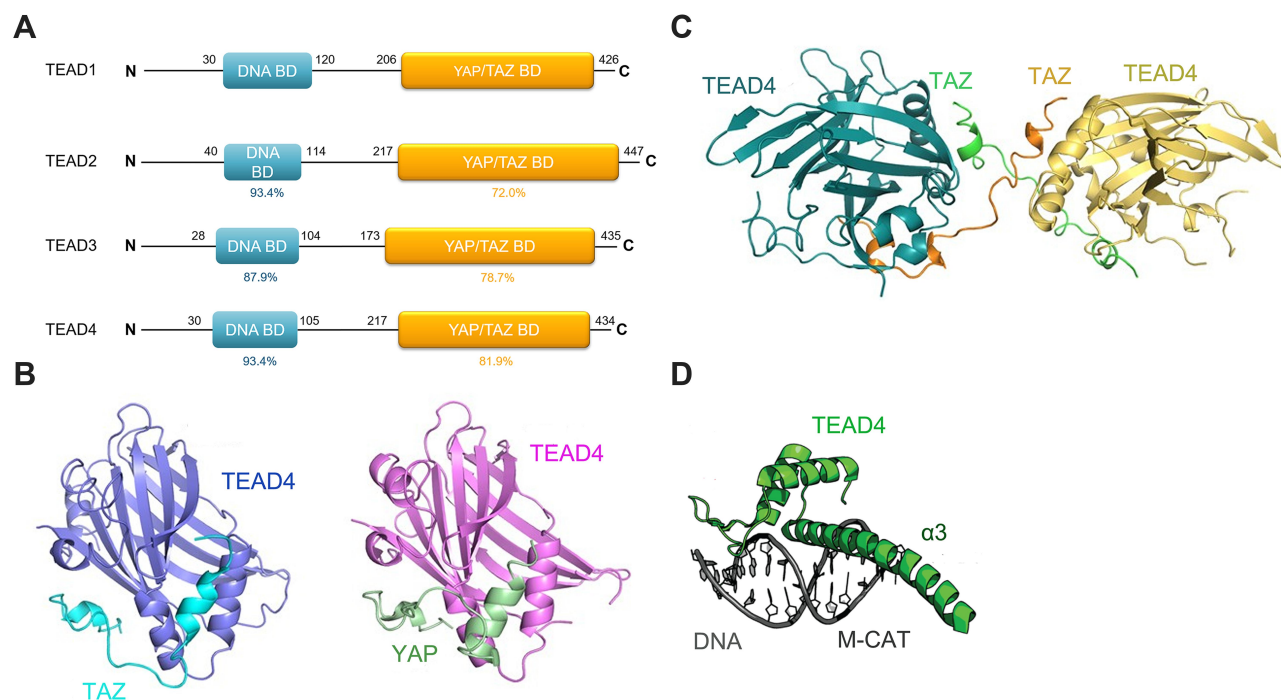 A
TEAD1 N 30 DNA BD 120 206 YAP/TAZ BD 426 C
TEAD2 N 40 DNA BD 114 217 YAP/TAZ BD 447 C
93.4% 72.0%
TEAD3 N 28 DNA BD 104 173 YAP/TAZ BD 435 C
87.9% 78.7%
TEAD4 N 30 DNA BD 105 217 YAP/TAZ BD 434 C
93.4% 81.9%
B
TEAD4
TAZ
TEAD4
YAP
C
TEAD4 TAZ TAZ TEAD4
D
TEAD4
α3
DNA M-CAT